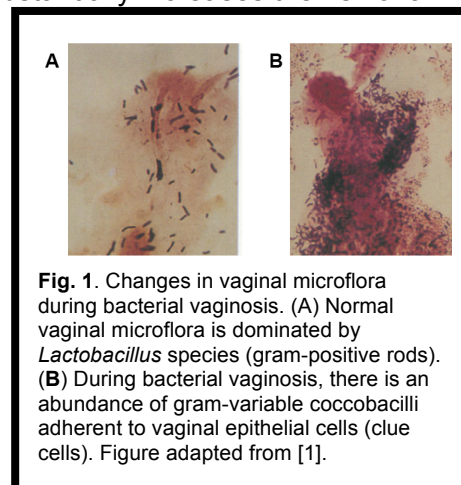 A
B
Fig. 1. Changes in vaginal microflora
during bacterial vaginosis. (A) Normal
vaginal microflora is dominated by
Lactobacillus species (gram-positive rods).
(B) During bacterial vaginosis, there is an
abundance of gram-variable coccobacilli
adherent to vaginal epithelial cells (clue
cells). Figure adapted from [1].